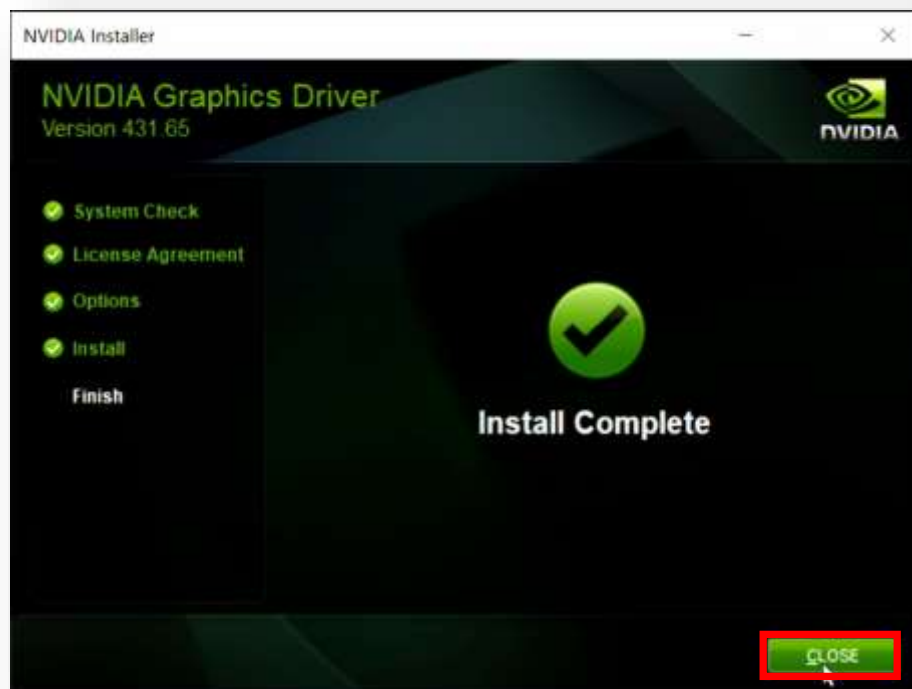 NVIDIA Installer
NVIDIA Graphics Driver
Version 431.65
NVIDIA
System Check
License Agreement
Options
Install
Finish
Install Complete
CLOSE